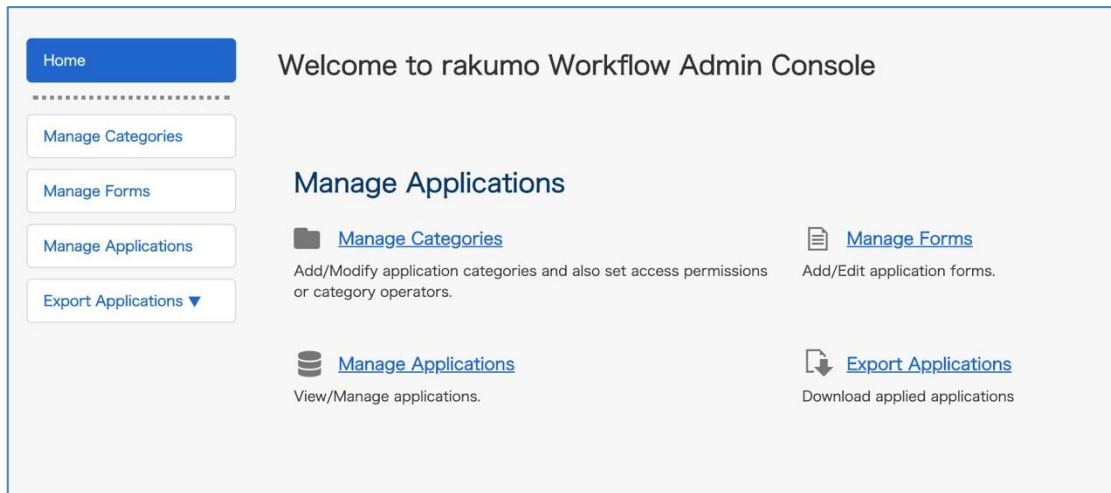 Home
Manage Categories
Manage Forms
Manage Applications
Export Applications ▼
Welcome to rakumo Workflow Admin Console
Manage Applications
Manage Categories
Add/Modify application categories and also set access permissions
or category operators.
Manage Forms
Add/Edit application forms.
Manage Applications
View/Manage applications.
Export Applications
Download applied applications